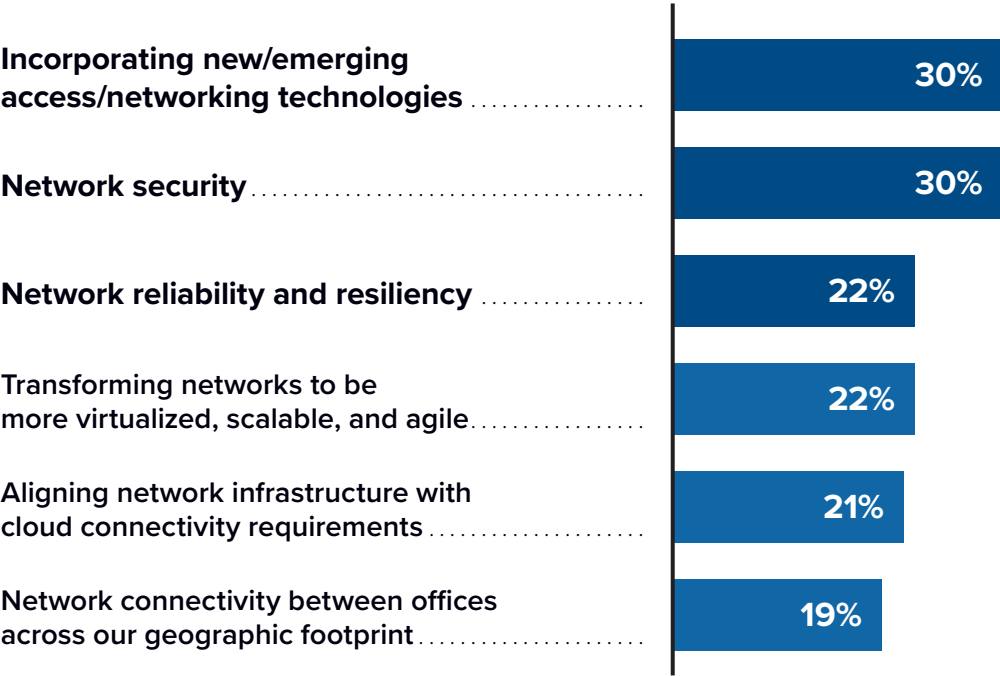 Incorporating new/emerging
access/networking technologies 30%
Network security 30%
Network reliability and resiliency 22%
Transforming networks to be
more virtualized, scalable, and agile 22%
Aligning network infrastructure with
cloud connectivity requirements 21%
Network connectivity between offices
across our geographic footprint 19%